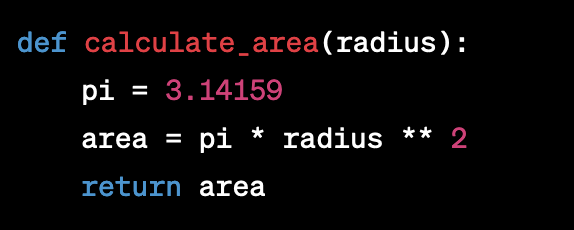 def calculate_area(radius):
    pi = 3.14159
    area = pi * radius ** 2
    return area